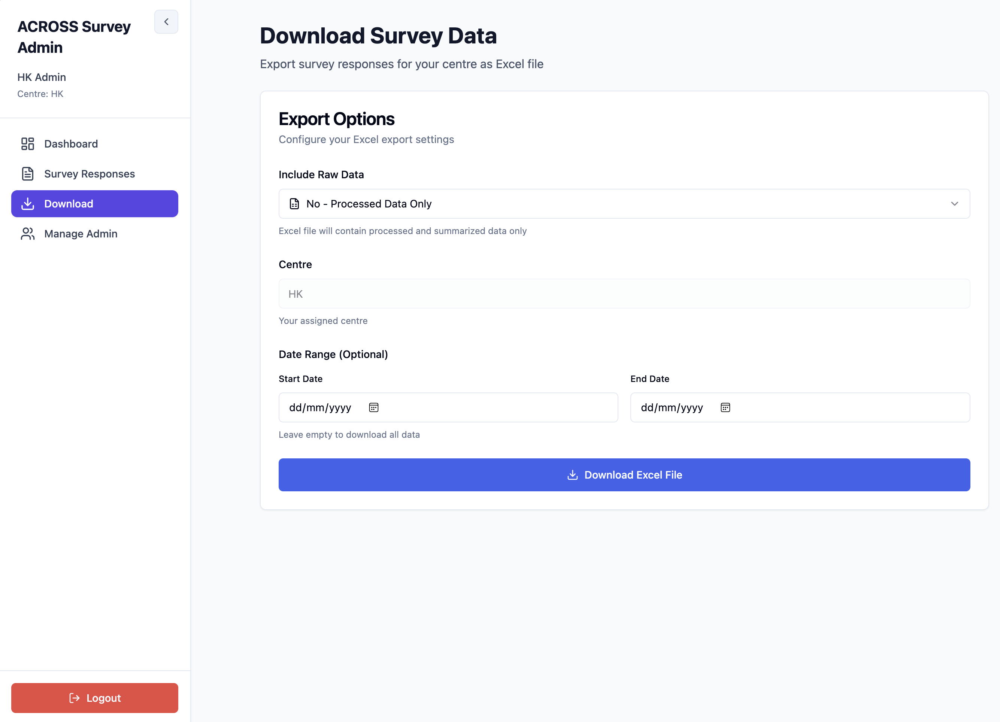 ACROSS Survey
Admin
HK Admin
Centre: HK
Dashboard
Survey Responses
Download
Manage Admin
Logout
Download Survey Data
Export survey responses for your centre as Excel file
Export Options
Configure your Excel export settings
Include Raw Data
No - Processed Data Only
Excel file will contain processed and summarized data only
Centre
HK
Your assigned centre
Date Range (Optional)
Start Date
End Date
dd/mm/yyyy
dd/mm/yyyy
Leave empty to download all data
Download Excel File